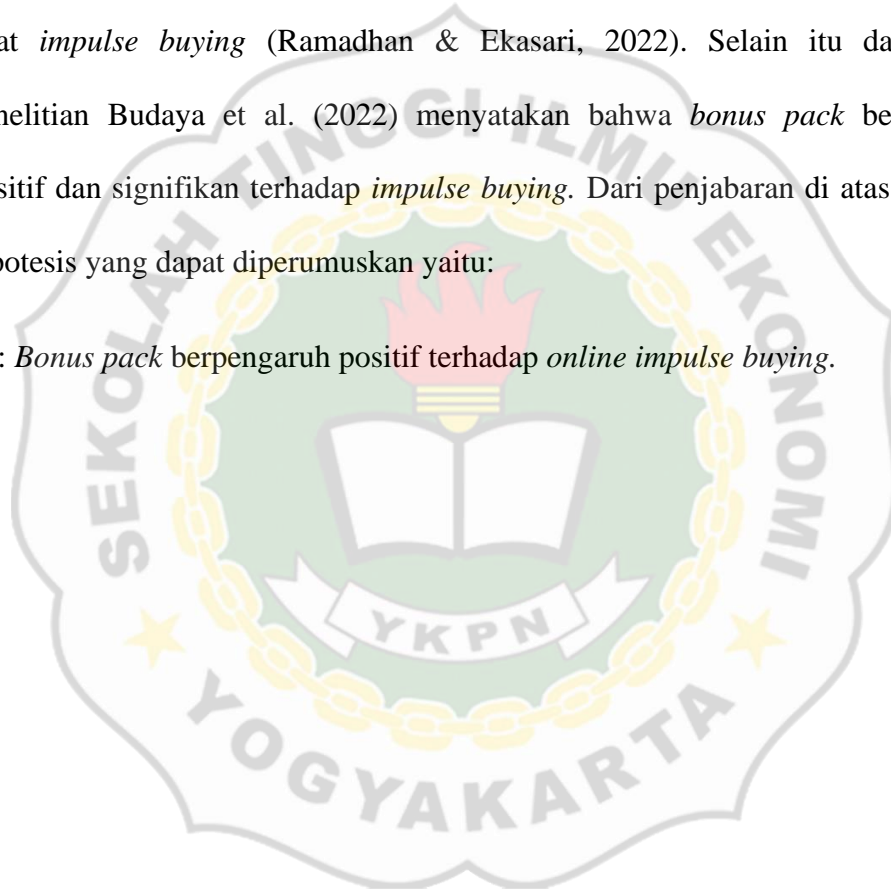 at impulse buying (Ramadhan & Ekasari, 2022). Selain itu da
nelitian Budaya et al. (2022) menyatakan bahwa bonus pack be
sitif dan signifikan terhadap impulse buying. Dari penjabaran di atas
potesis yang dapat diperumuskan yaitu:
: Bonus pack berpengaruh positif terhadap online impulse buying.
SEKOLAH TINGGI ILMU EKONOMI
YKPN
YOGYAKARTA